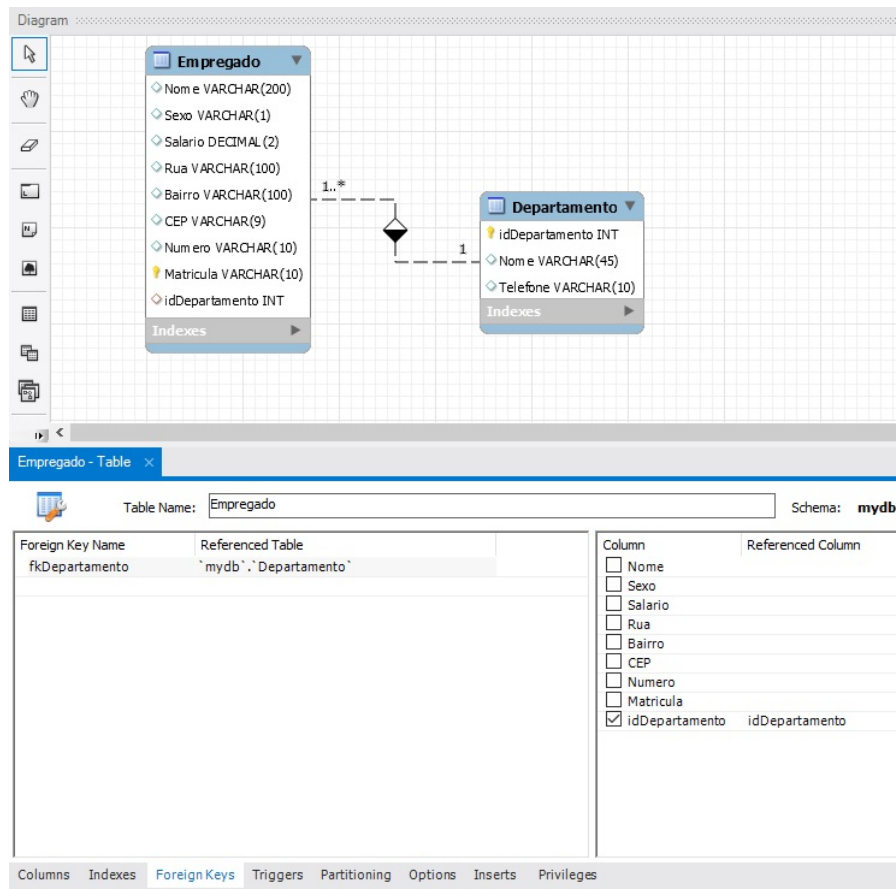 Diagram
Empregado
Nome VARCHAR(200)
Sexo VARCHAR(1)
Salario DECIMAL(2)
Rua VARCHAR(100)
Bairro VARCHAR(100)
CEP VARCHAR(9)
Numero VARCHAR(10)
Matricula VARCHAR(10)
idDepartamento INT
Indexes
1..*
1
Departamento
idDepartamento INT
Nome VARCHAR(45)
Telefone VARCHAR(10)
Indexes
Empregado - Table ×
Table Name: Empregado Schema: mydb
Foreign Key Name Referenced Table
fkDepartamento `mydb`.`Departamento`
Column Referenced Column
Nome
Sexo
Salario
Rua
Bairro
CEP
Numero
Matricula
idDepartamento idDepartamento
Columns Indexes Foreign Keys Triggers Partitioning Options Inserts Privileges